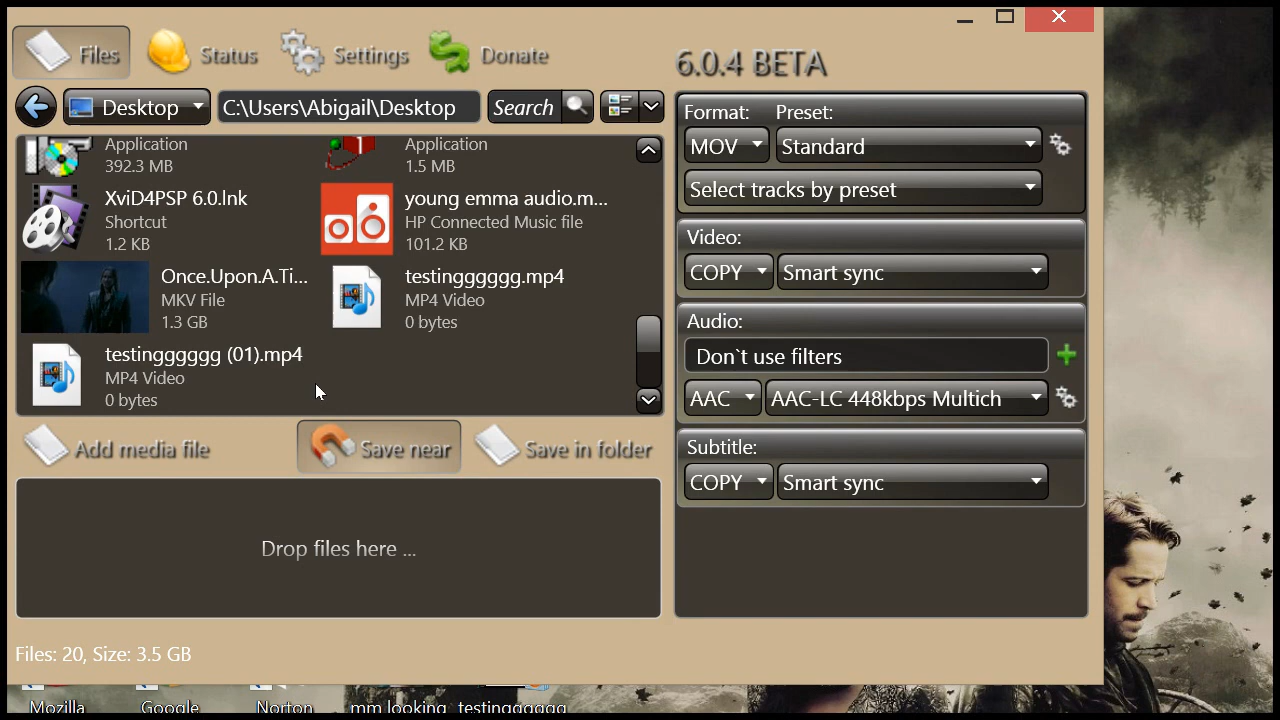 Files
Status
Settings
Donate
6.0.4 BETA
Desktop
C:\Users\Abigail\Desktop
Search
Format:
Preset:
MOV
Standard
Select tracks by preset
Application
392.3 MB
Application
1.5 MB
XviD4PSP 6.0.lnk
Shortcut
1.2 KB
young emma audio.m...
HP Connected Music file
101.2 KB
Once.Upon.A.Ti...
MKV File
1.3 GB
testingggggg.mp4
MP4 Video
0 bytes
testingggggg (01).mp4
MP4 Video
0 bytes
Video:
COPY
Smart sync
Audio:
Don`t use filters
AAC
AAC-LC 448kbps Multich
Subtitle:
COPY
Smart sync
Add media file
Save near
Save in folder
Drop files here ...
Files: 20, Size: 3.5 GB
Mozilla
Google
Norton
mm looking
testingggggg